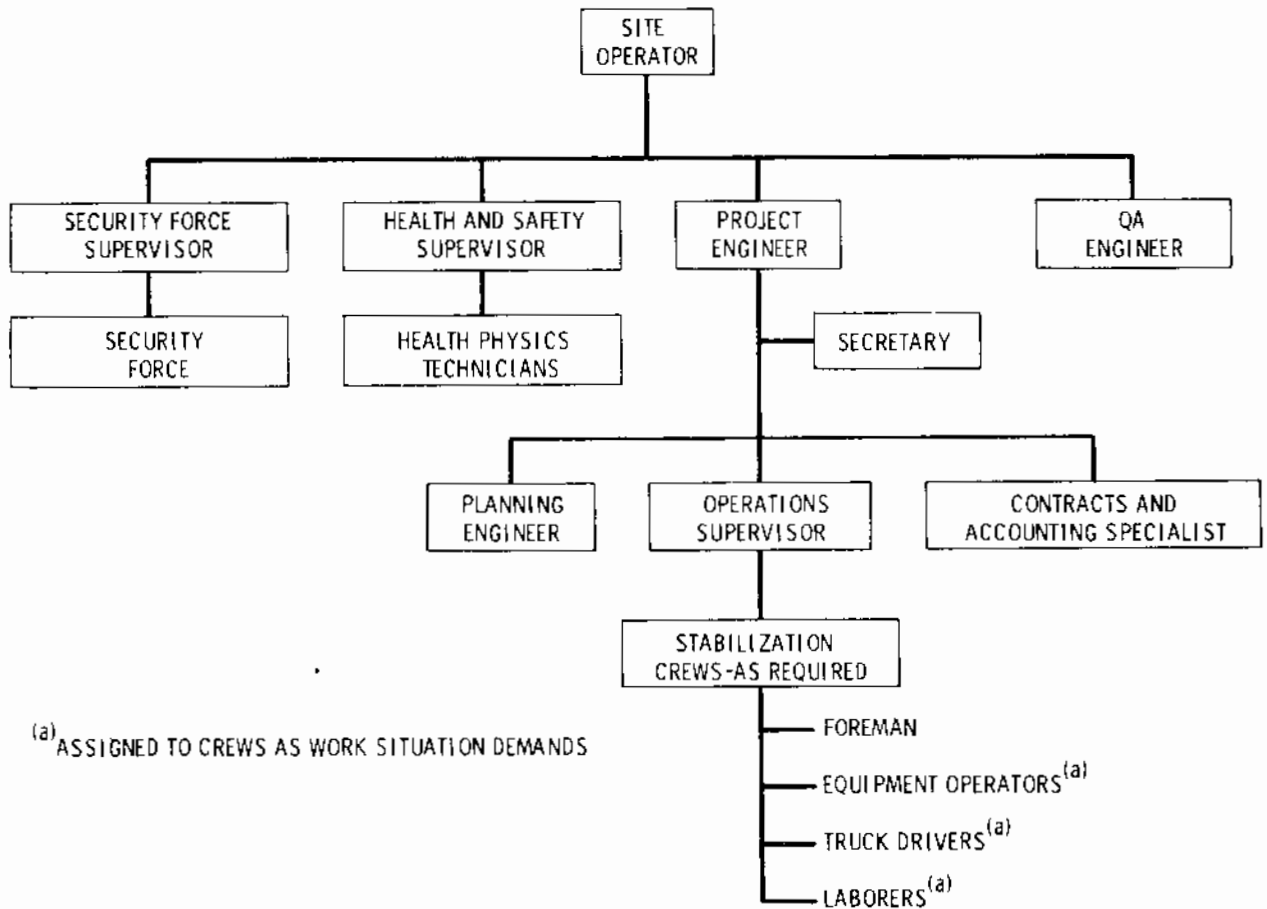 SITE
OPERATOR
SECURITY FORCE
SUPERVISOR
HEALTH AND SAFETY
SUPERVISOR
PROJECT
ENGINEER
QA
ENGINEER
SECURITY
FORCE
HEALTH PHYSICS
TECHNICIANS
SECRETARY
PLANNING
ENGINEER
OPERATIONS
SUPERVISOR
CONTRACTS AND
ACCOUNTING SPECIALIST
STABILIZATION
CREWS-AS REQUIRED
FOREMAN
EQUIPMENT OPERATORS(a)
TRUCK DRIVERS(a)
LABORERS(a)
(a)ASSIGNED TO CREWS AS WORK SITUATION DEMANDS